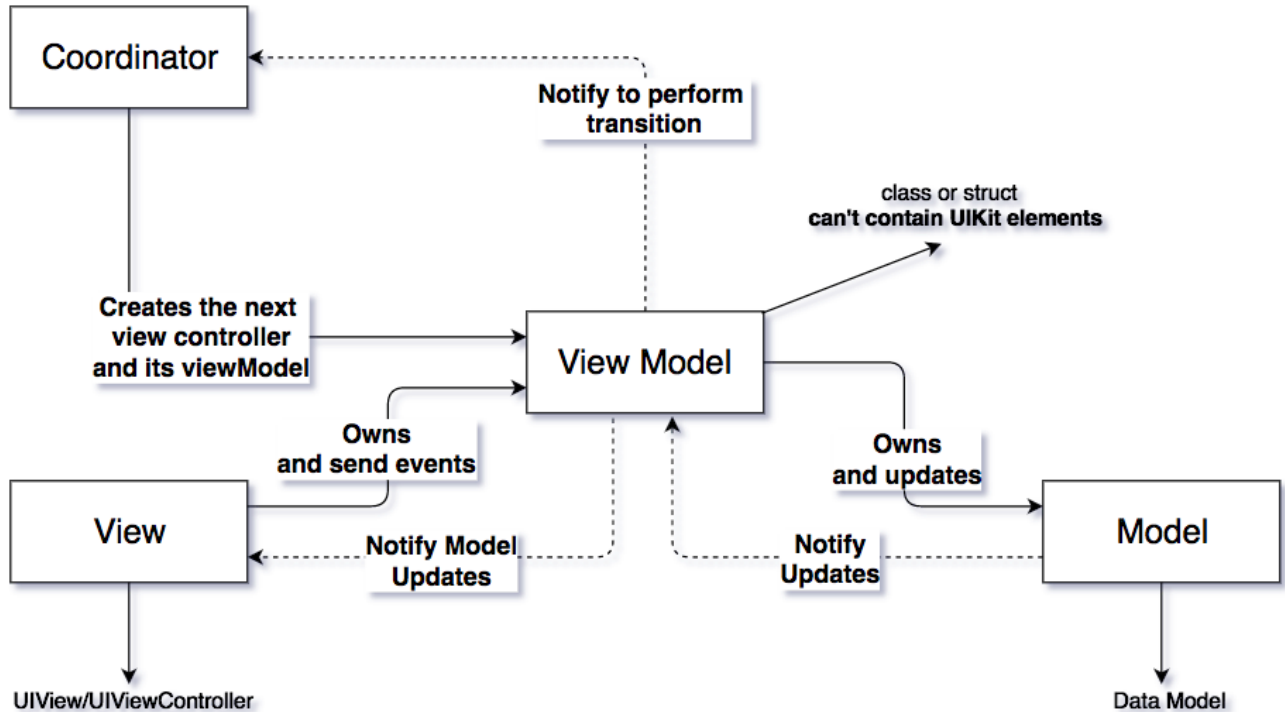 Coordinator
Notify to perform
transition
class or struct
can't contain UIKit elements
Creates the next
view controller
and its viewModel
View Model
Owns
and send events
Owns
and updates
View
Notify Model
Updates
Notify
Updates
Model
UIView/UIViewController
Data Model